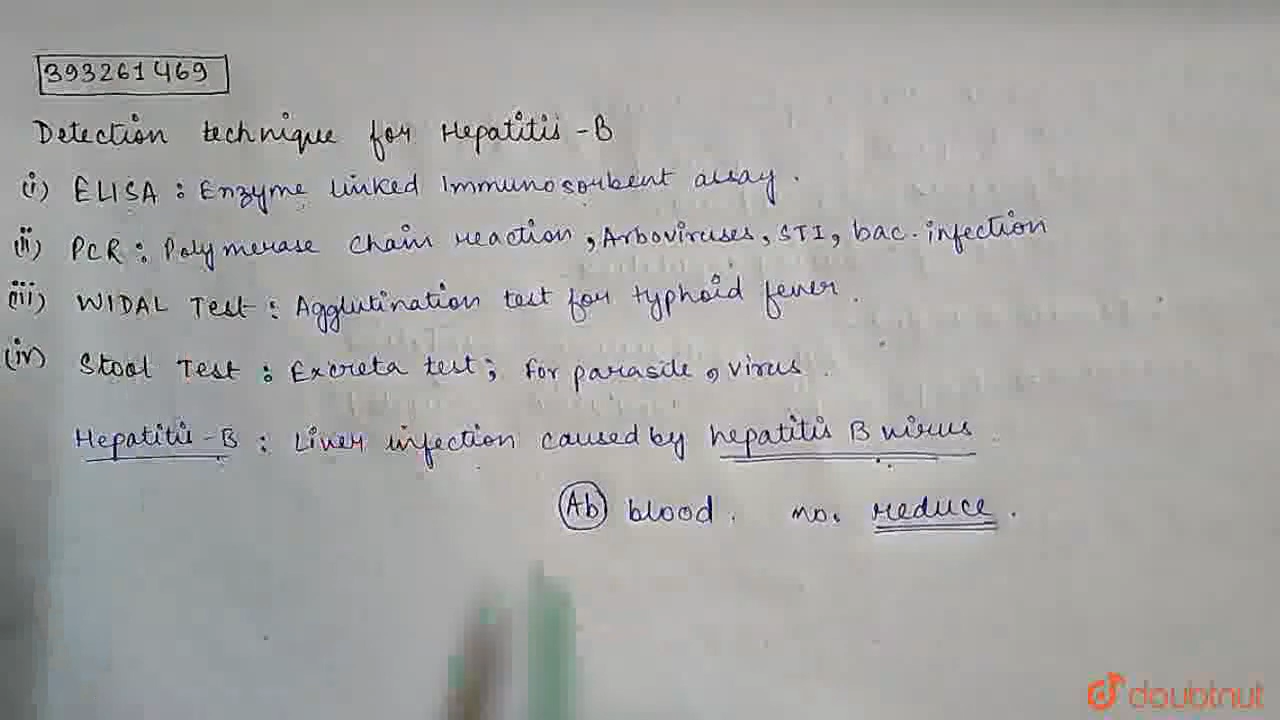 393261469
Detection technique for Hepatitis-B
(i) ELISA : Enzyme linked Immunosorbent assay.
(ii) PCR : Polymerase Chain reaction, Arboviruses, STI, bac. infection
(iii) WIDAL Test : Agglutination test for typhoid fever.
(iv) Stool Test : Excreta test; for parasite, virus.
Hepatitis-B : Liver infection caused by hepatitis B virus.
Ab blood. no. reduce.
doubtnut